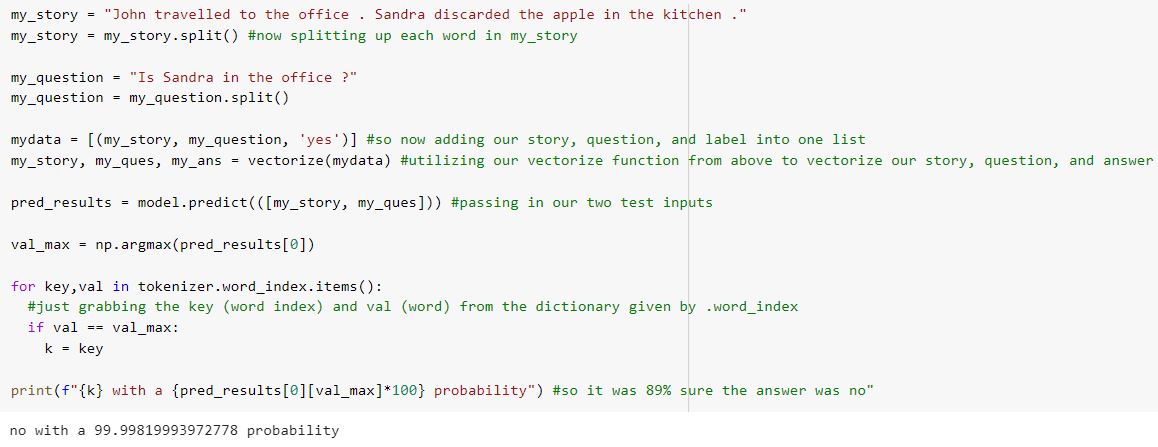 my_story = "John travelled to the office . Sandra discarded the apple in the kitchen ."
my_story = my_story.split() #now splitting up each word in my_story
my_question = "Is Sandra in the office ?"
my_question = my_question.split()
mydata = [(my_story, my_question, 'yes')] #so now adding our story, question, and label into one list
my_story, my_ques, my_ans = vectorize(mydata) #utilizing our vectorize function from above to vectorize our story, question, and answer
pred_results = model.predict(([my_story, my_ques])) #passing in our two test inputs
val_max = np.argmax(pred_results[0])
for key,val in tokenizer.word_index.items():
  #just grabbing the key (word index) and val (word) from the dictionary given by .word_index
  if val == val_max:
    k = key
print(f"{k} with a {pred_results[0][val_max]*100} probability") #so it was 89% sure the answer was no"
no with a 99.99819993972778 probability